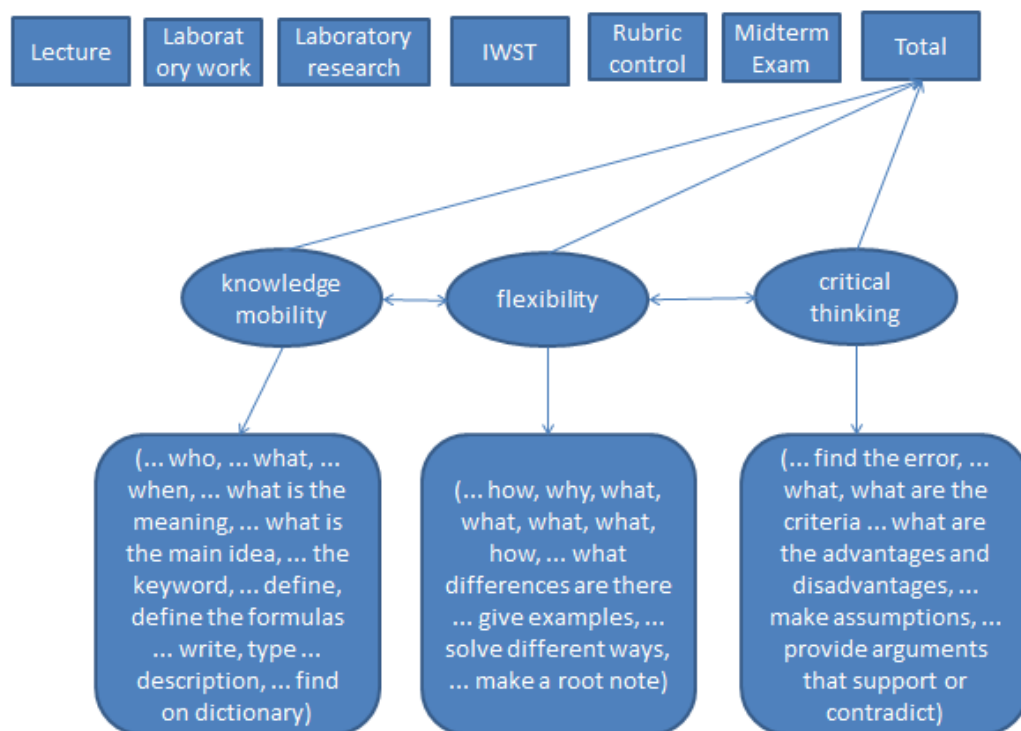 Lecture
Laborat
ory work
Laboratory
research
IWST
Rubric
control
Midterm
Exam
Total
knowledge
mobility
flexibility
critical
thinking
(... who, ... what, ...
when, ... what is the
meaning, ... what is
the main idea, ... the
keyword, ... define,
define the formulas
... write, type ...
description, ... find
on dictionary)
(... how, why, what,
what, what, what,
how, ... what
differences are there
... give examples, ...
solve different ways,
... make a root note)
(... find the error, ...
what, what are the
criteria ... what are
the advantages and
disadvantages, ...
make assumptions, ...
provide arguments
that support or
contradict)